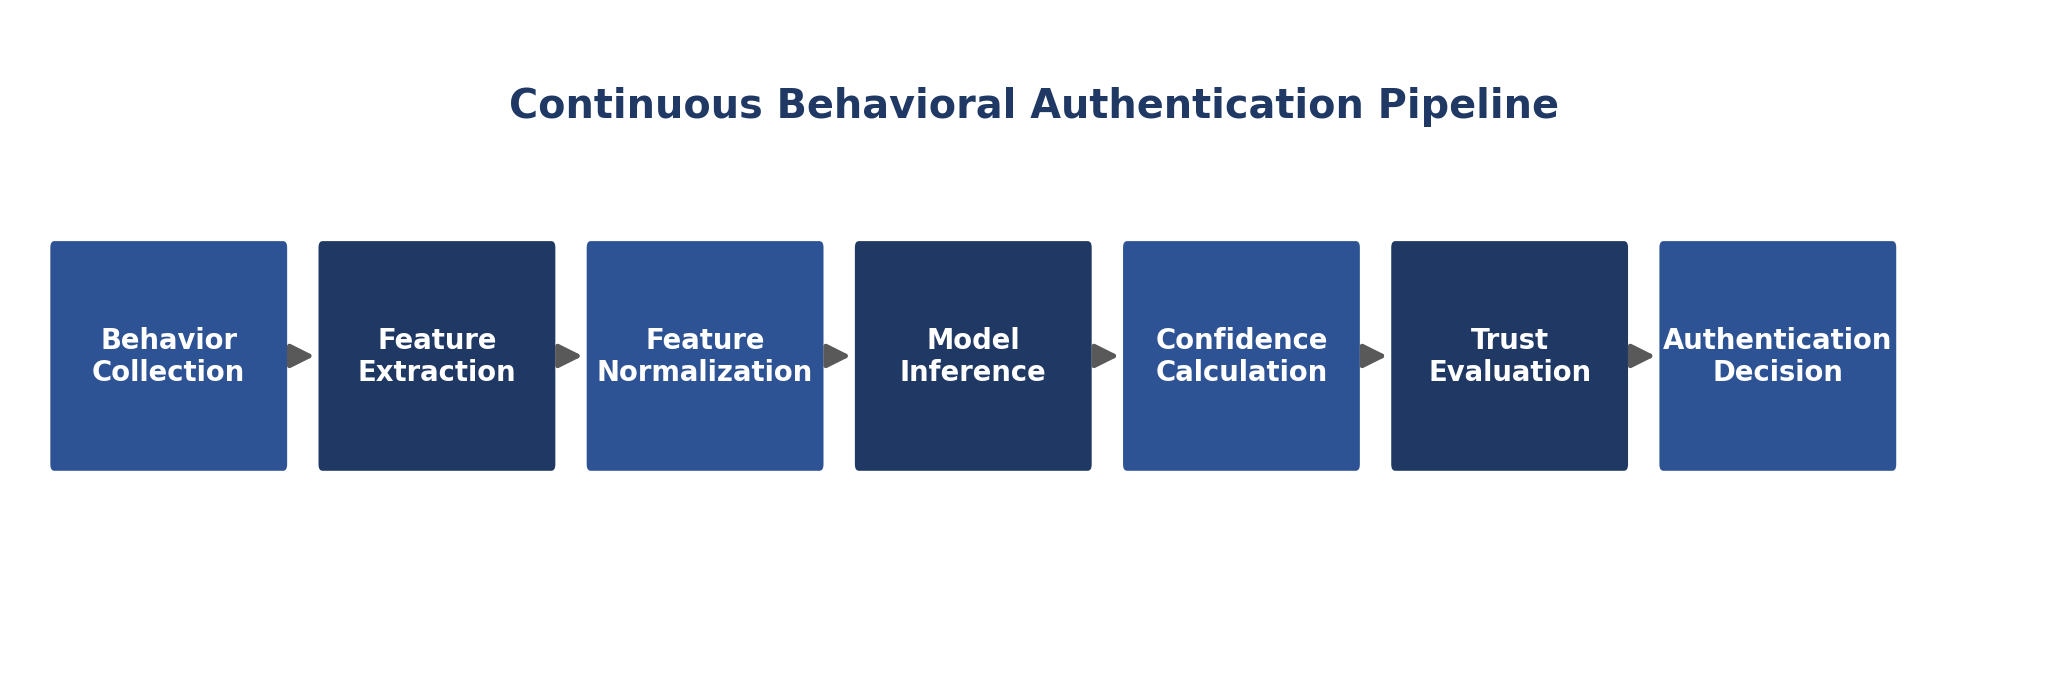 Continuous Behavioral Authentication Pipeline
Behavior
Collection
Feature
Extraction
Feature
Normalization
Model
Inference
Confidence
Calculation
Trust
Evaluation
Authentication
Decision